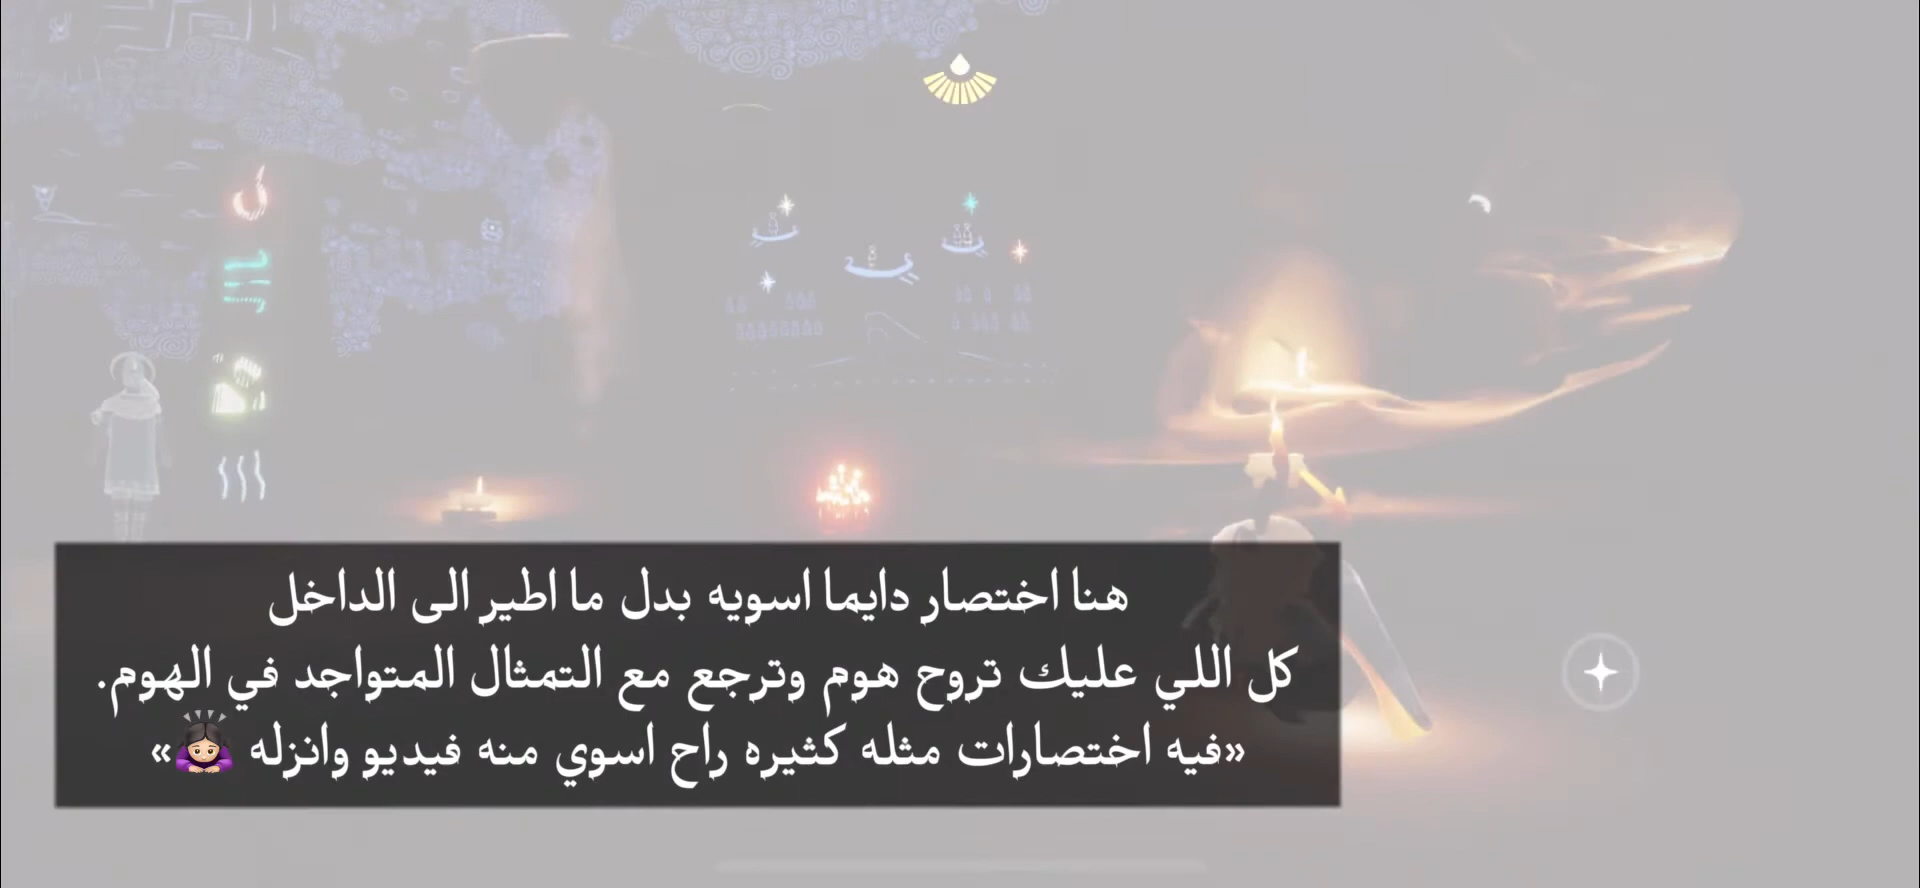 هنا اختصار دايما اسويه بدل ما اطير الى الداخل
كل اللي عليك تروح هوم وترجع مع التمثال المتواجد في الهوم.
«فيه اختصارات مثله كثيره راح اسوي منه فيديو وانزله 🙇🏻‍♀️»